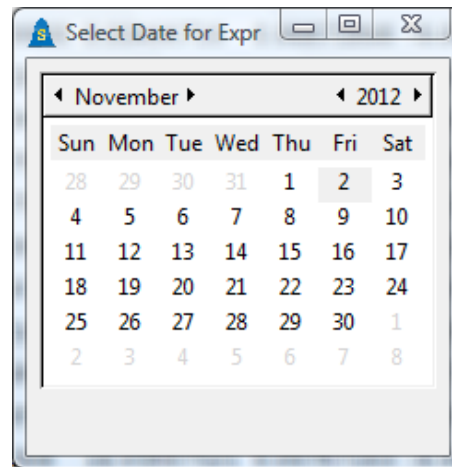 S Select Date for Expr
November 2012
Sun Mon Tue Wed Thu Fri Sat
28 29 30 31 1 2 3
4 5 6 7 8 9 10
11 12 13 14 15 16 17
18 19 20 21 22 23 24
25 26 27 28 29 30 1
2 3 4 5 6 7 8